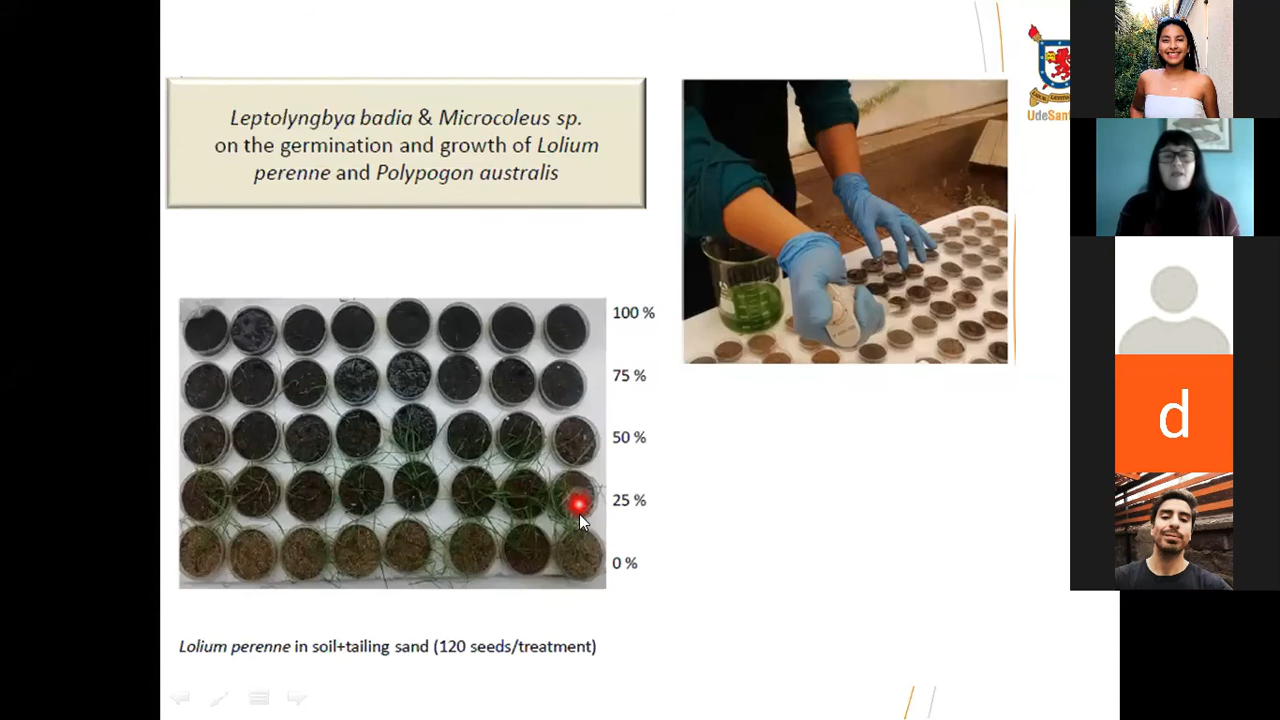 Leptolyngbya badia & Microcoleus sp.
on the germination and growth of Lolium
perenne and Polypogon australis
100 %
75 %
50 %
25 %
0 %
Lolium perenne in soil+tailing sand (120 seeds/treatment)
UdeSant
d